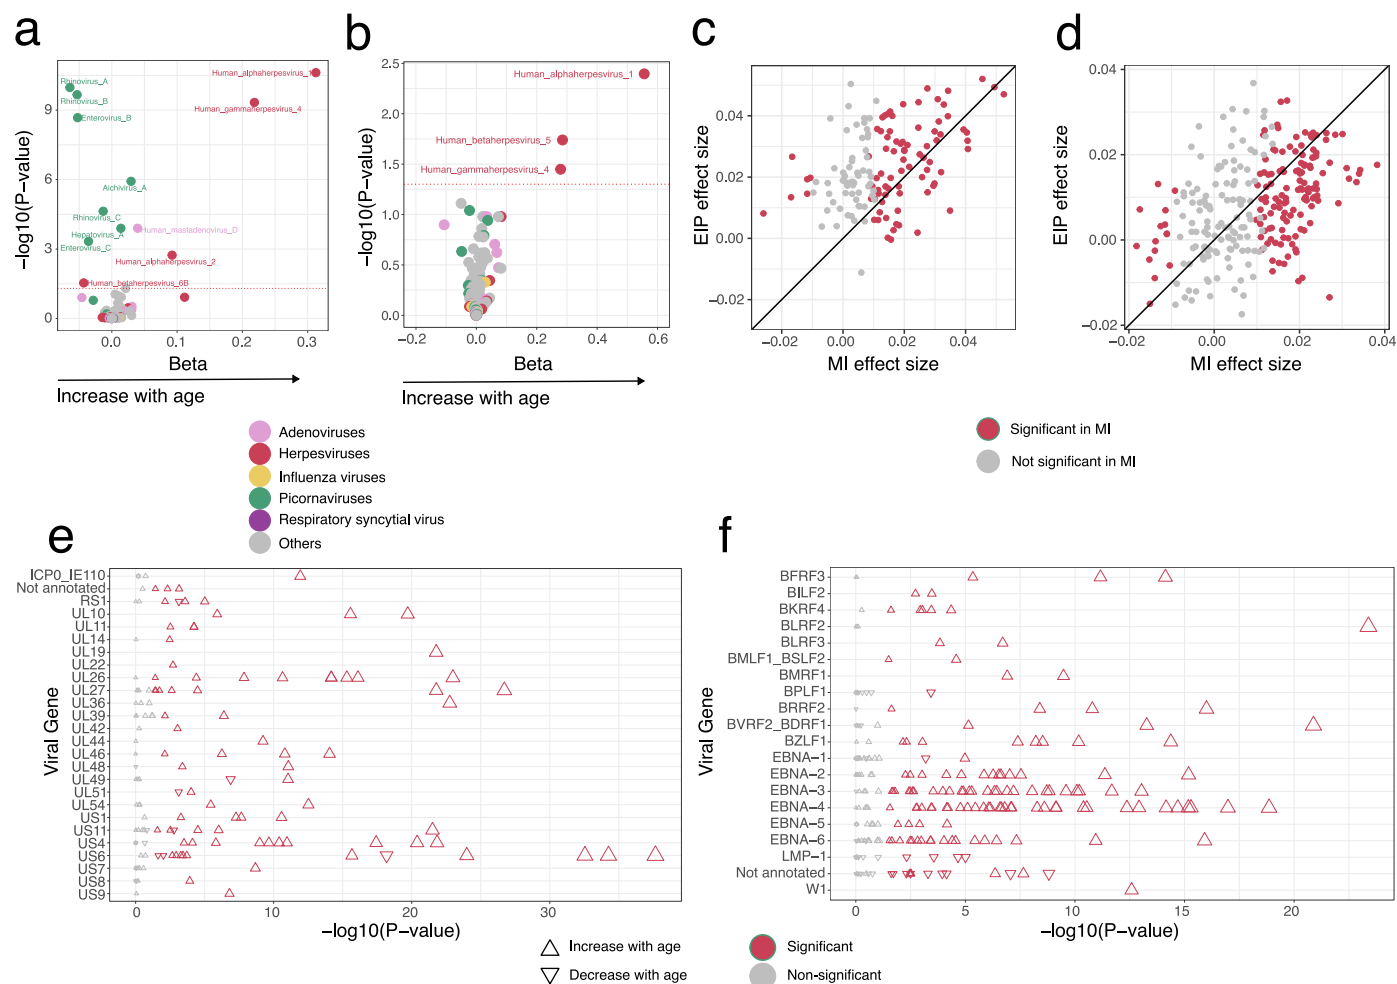 a
b
c
d
−log10(P−value)
9
6
3
0
Rhinovirus_A
Rhinovirus_B
Enterovirus_B
Aichivirus_A
Rhinovirus_C
Hepatovirus_A
Enterovirus_C
Human_alphaherpesvirus_1
Human_gammaherpesvirus_4
Human_mastadenovirus_D
Human_alphaherpesvirus_2
Human_betaherpesvirus_6B
0.0
0.1
0.2
0.3
Beta
Increase with age
−log10(P−value)
2.5
2.0
1.5
1.0
0.5
0.0
Human_alphaherpesvirus_1
Human_betaherpesvirus_5
Human_gammaherpesvirus_4
−0.2
0.0
0.2
0.4
0.6
Beta
Increase with age
EIP effect size
0.04
0.02
0.00
−0.02
−0.02
0.00
0.02
0.04
MI effect size
EIP effect size
0.04
0.02
0.00
−0.02
−0.02
0.00
0.02
0.04
MI effect size
Adenoviruses
Herpesviruses
Influenza viruses
Picornaviruses
Respiratory syncytial virus
Others
Significant in MI
Not significant in MI
e
Viral Gene
ICP0_IE110
Not annotated
RS1
UL10
UL11
UL14
UL19
UL22
UL26
UL27
UL36
UL39
UL42
UL44
UL46
UL48
UL49
UL51
UL54
US1
US11
US4
US6
US7
US8
US9
0
10
20
30
−log10(P−value)
f
Viral Gene
BFRF3
BILF2
BKRF4
BLRF2
BLRF3
BMLF1_BSLF2
BMRF1
BPLF1
BRRF2
BVRF2_BDRF1
BZLF1
EBNA−1
EBNA−2
EBNA−3
EBNA−4
EBNA−5
EBNA−6
LMP−1
Not annotated
W1
0
5
10
15
20
−log10(P−value)
Increase with age
Decrease with age
Significant
Non−significant